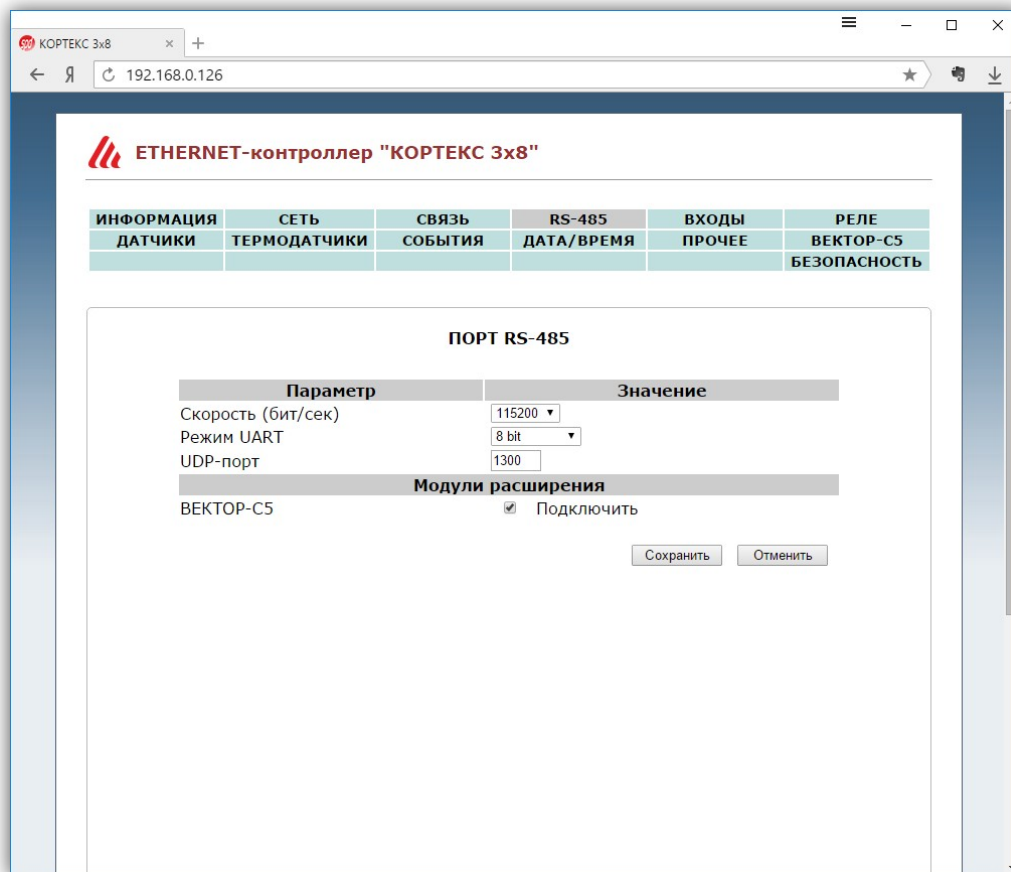 КОРТЕКС 3x8
192.168.0.126
ETHERNET-контроллер "КОРТЕКС 3x8"
ИНФОРМАЦИЯ СЕТЬ СВЯЗЬ RS-485 ВХОДЫ РЕЛЕ
ДАТЧИКИ ТЕРМОДАТЧИКИ СОБЫТИЯ ДАТА/ВРЕМЯ ПРОЧЕЕ ВЕКТОР-С5
БЕЗОПАСНОСТЬ
ПОРТ RS-485
Параметр Значение
Скорость (бит/сек) 115200
Режим UART 8 bit
UDP-порт 1300
Модули расширения
ВЕКТОР-С5 Подключить
Сохранить Отменить